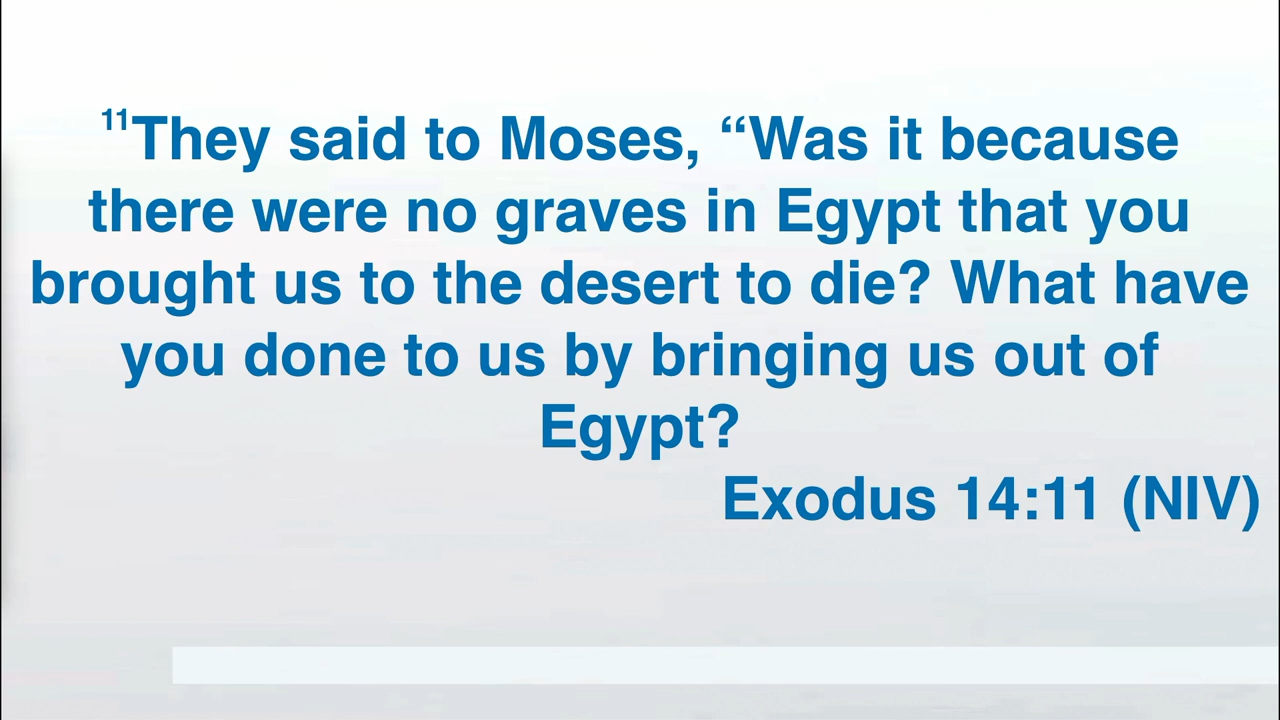 11They said to Moses, “Was it because
there were no graves in Egypt that you
brought us to the desert to die? What have
you done to us by bringing us out of
Egypt?
Exodus 14:11 (NIV)